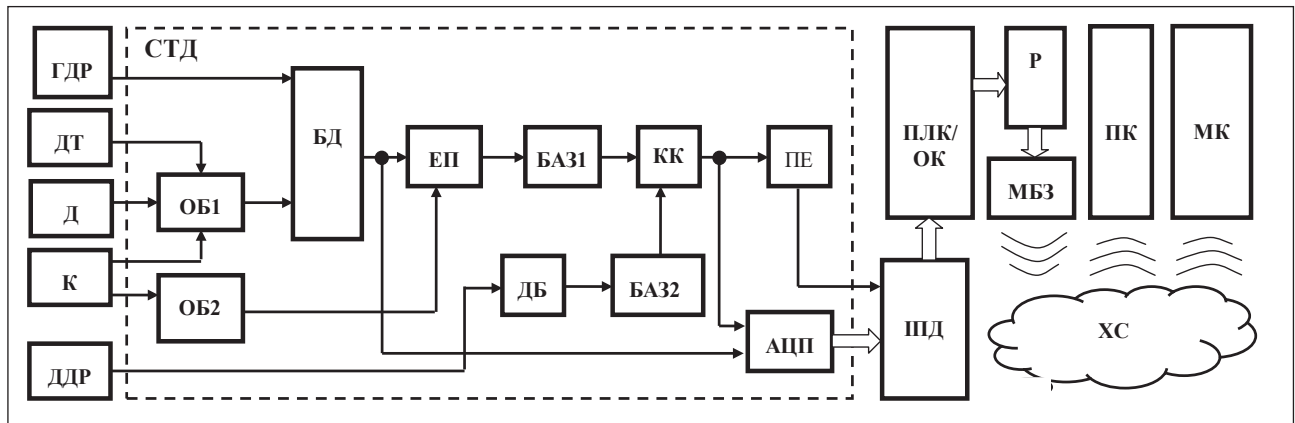 СТД
ГДР
ДТ
Д
К
ДДР
ОБ1
ОБ2
БД
ЕП
БАЗ1
КК
ПЕ
ДБ
БАЗ2
АЦП
ІПД
ПЛК/
ОК
Р
МБЗ
ПК
МК
ХС